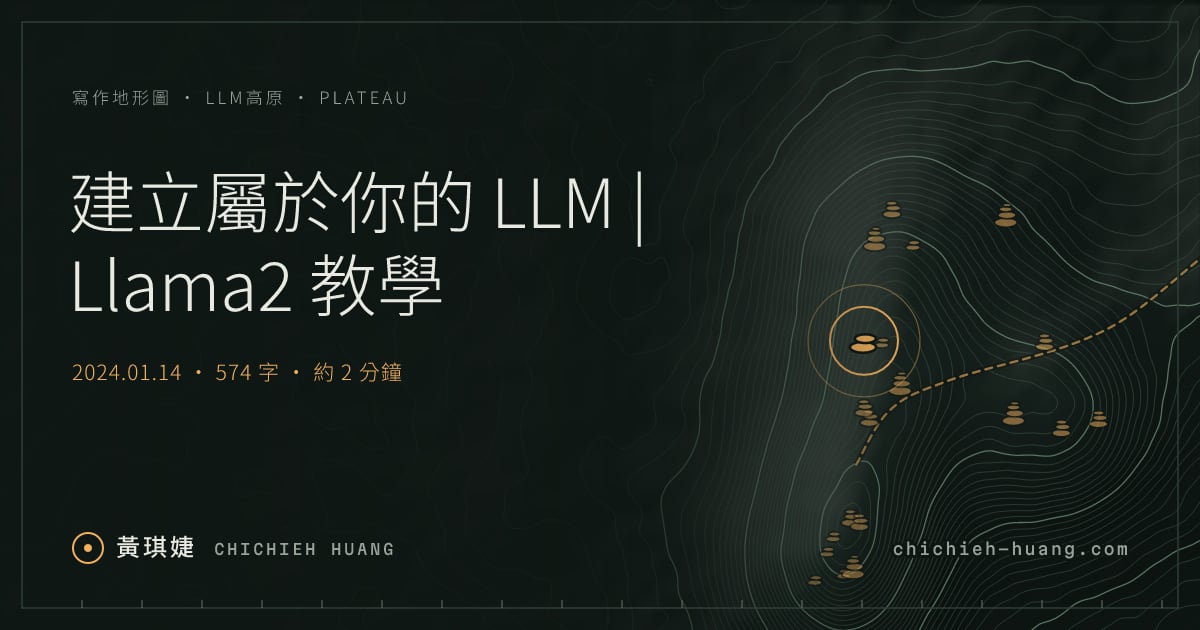 寫作地形圖 · LLM高原 · PLATEAU
建立屬於你的 LLM |
Llama2 教學
2024.01.14 · 574 字 · 約 2 分鐘
黃琪婕 CHICHIEH HUANG
chichieh-huang.com